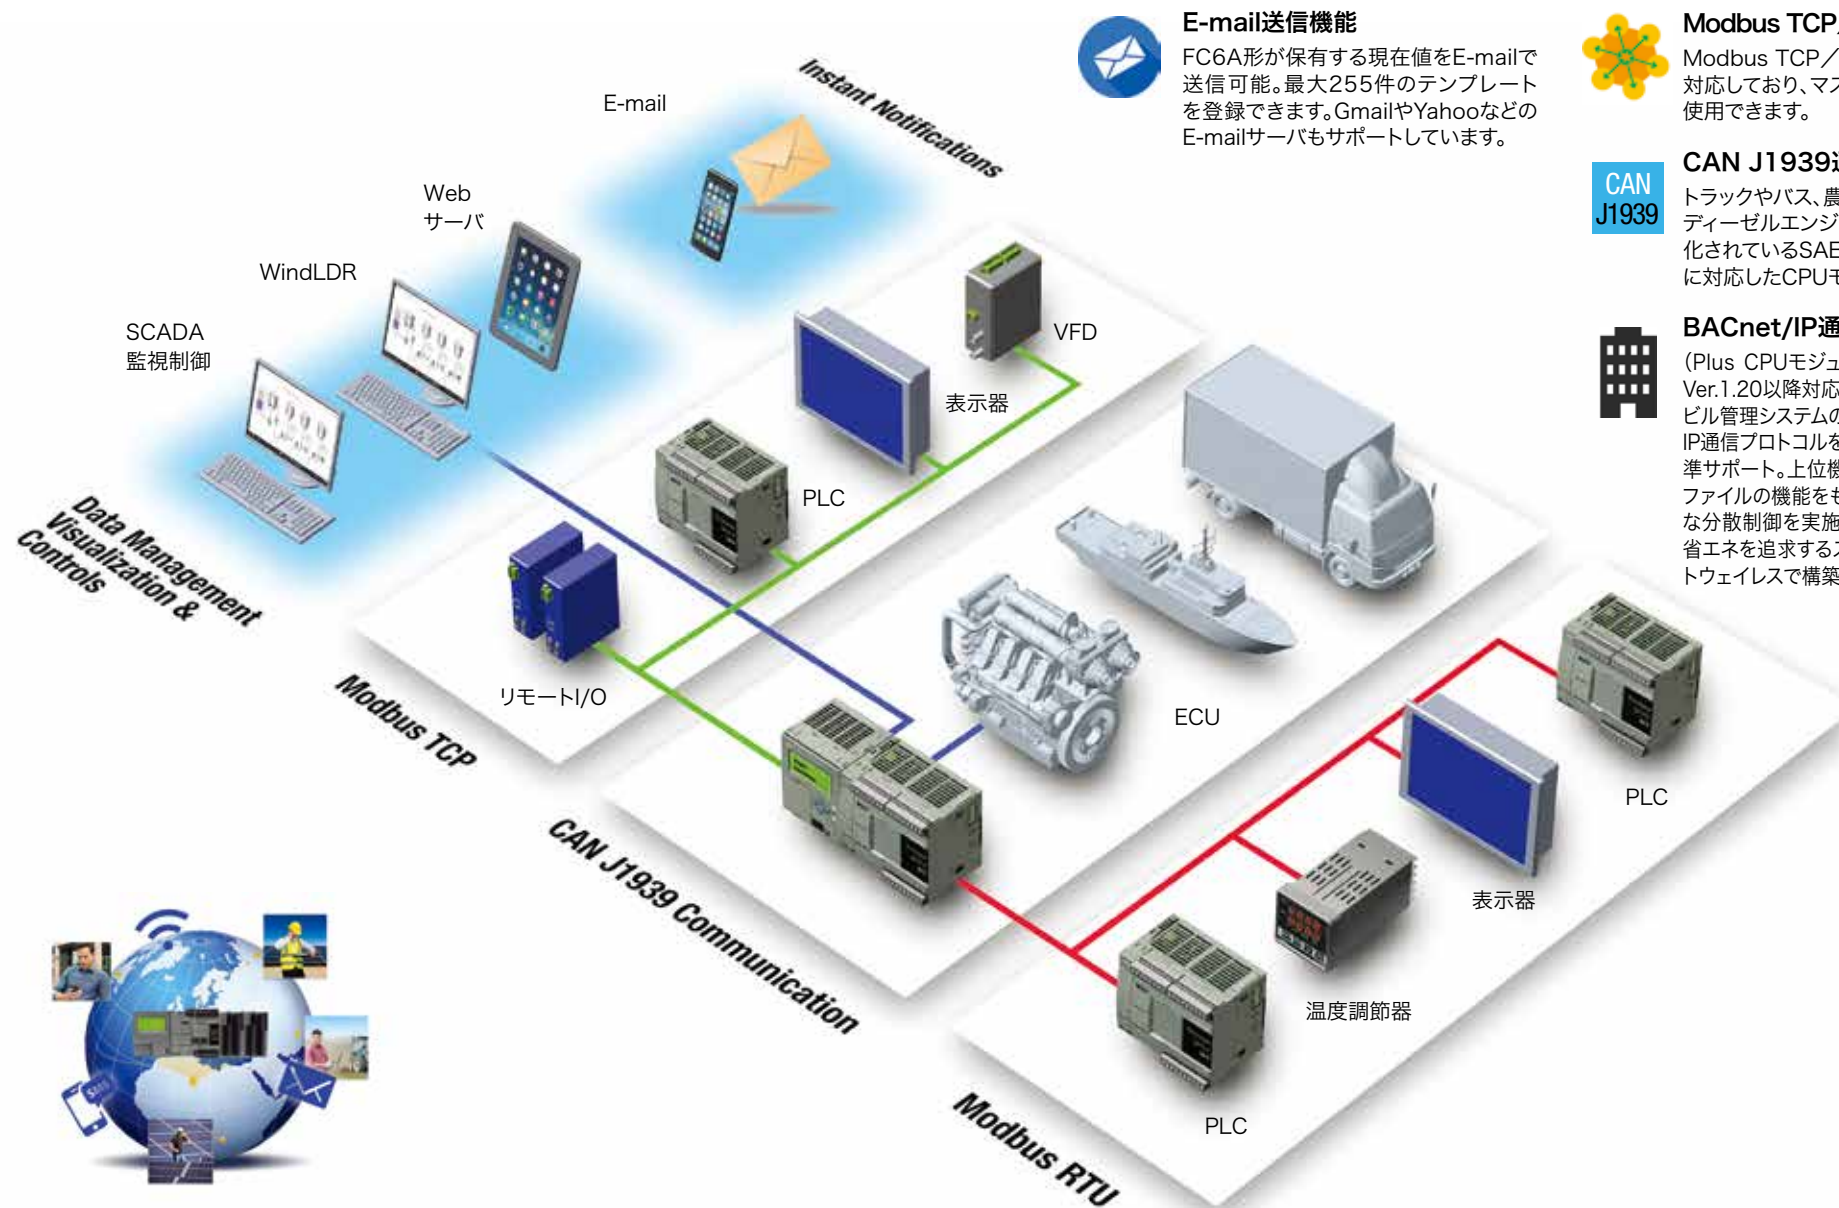 E-mail送信機能
FC6A形が保有する現在値をE-mailで
送信可能。最大255件のテンプレート
を登録できます。GmailやYahooなどの
E-mailサーバもサポートしています。
Modbus TCP
Modbus TCP／
対応しており、マス
使用できます。
CAN
J1939
CAN J1939通
トラックやバス、農
ディーゼルエンジ
化されているSAE
に対応したCPUモ
BACnet/IP通
（Plus CPUモジュ
Ver.1.20以降対応
ビル管理システムの
IP通信プロトコルを
準サポート。上位機
ファイルの機能をも
な分散制御を実施
省エネを追求するス
トウェイレスで構築
Instant Notifications
E-mail
Web
サーバ
WindLDR
SCADA
監視制御
Data Management
Visualization &
Controls
VFD
表示器
PLC
リモートI/O
Modbus TCP
ECU
CAN J1939 Communication
PLC
表示器
温度調節器
PLC
Modbus RTU
SMS